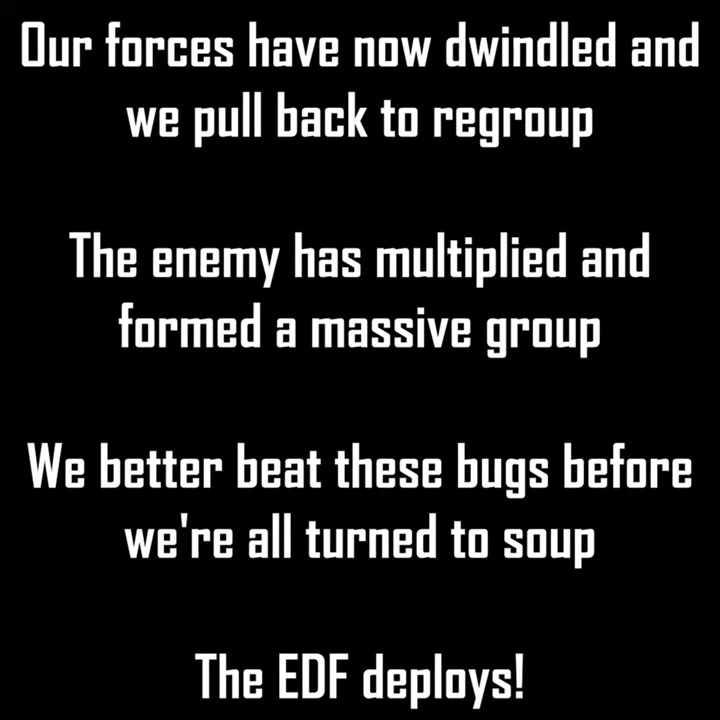 Our forces have now dwindled and
we pull back to regroup
The enemy has multiplied and
formed a massive group
We better beat these bugs before
we're all turned to soup
The EDF deploys!